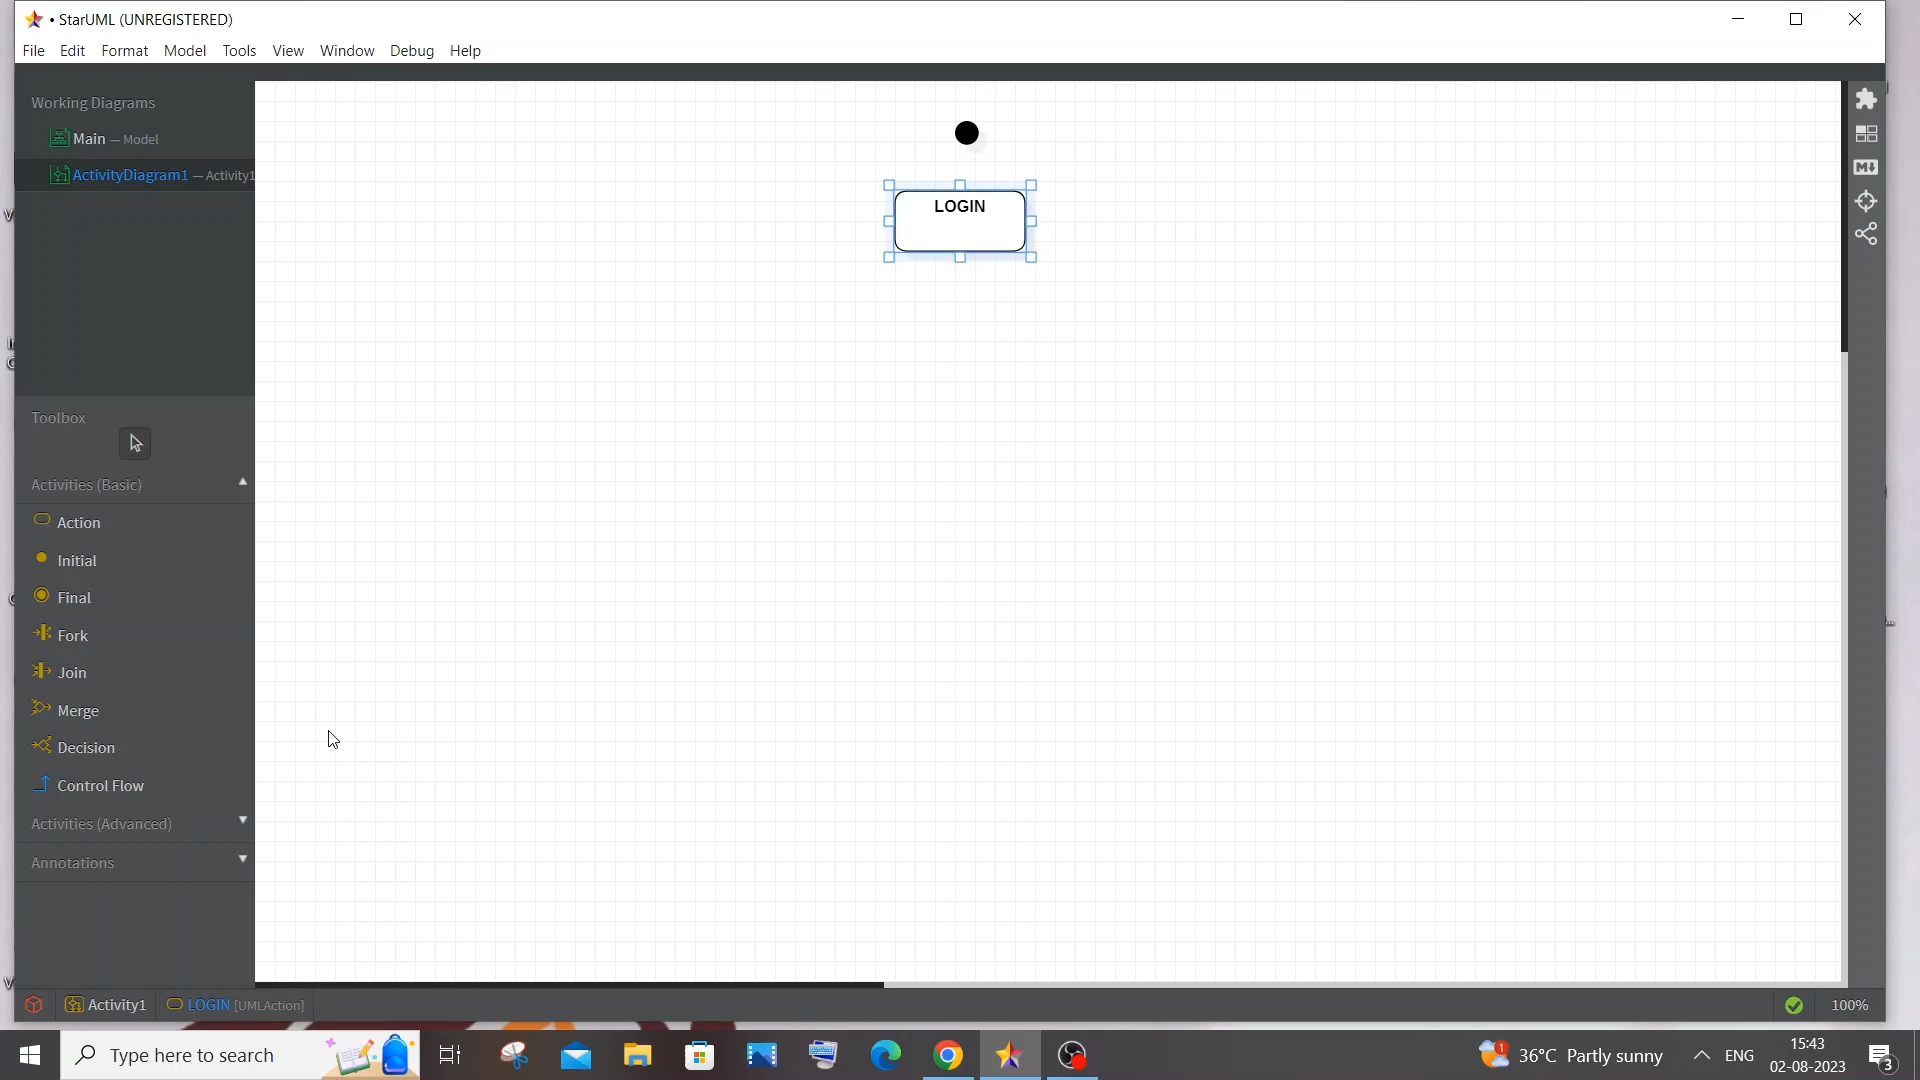 • StarUML (UNREGISTERED)
File Edit Format Model Tools View Window Debug Help
Working Diagrams
Main — Model
ActivityDiagram1 — Activity1
LOGIN
Toolbox
Activities (Basic)
Action
Initial
Final
Fork
Join
Merge
Decision
Control Flow
Activities (Advanced)
Annotations
Activity1 LOGIN [UMLAction] 100%
Type here to search
1 36°C Partly sunny ENG
15:43
02-08-2023
3